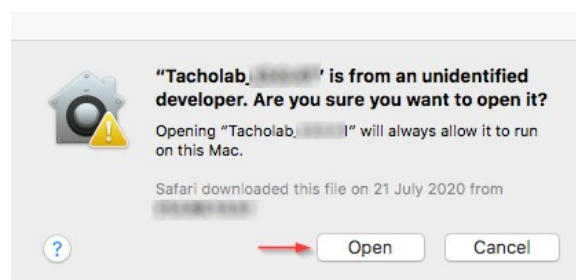 "Tacholab_ " is from an unidentified
developer. Are you sure you want to open it?
Opening "Tacholab_ " will always allow it to run
on this Mac.
Safari downloaded this file on 21 July 2020 from
?
Open
Cancel